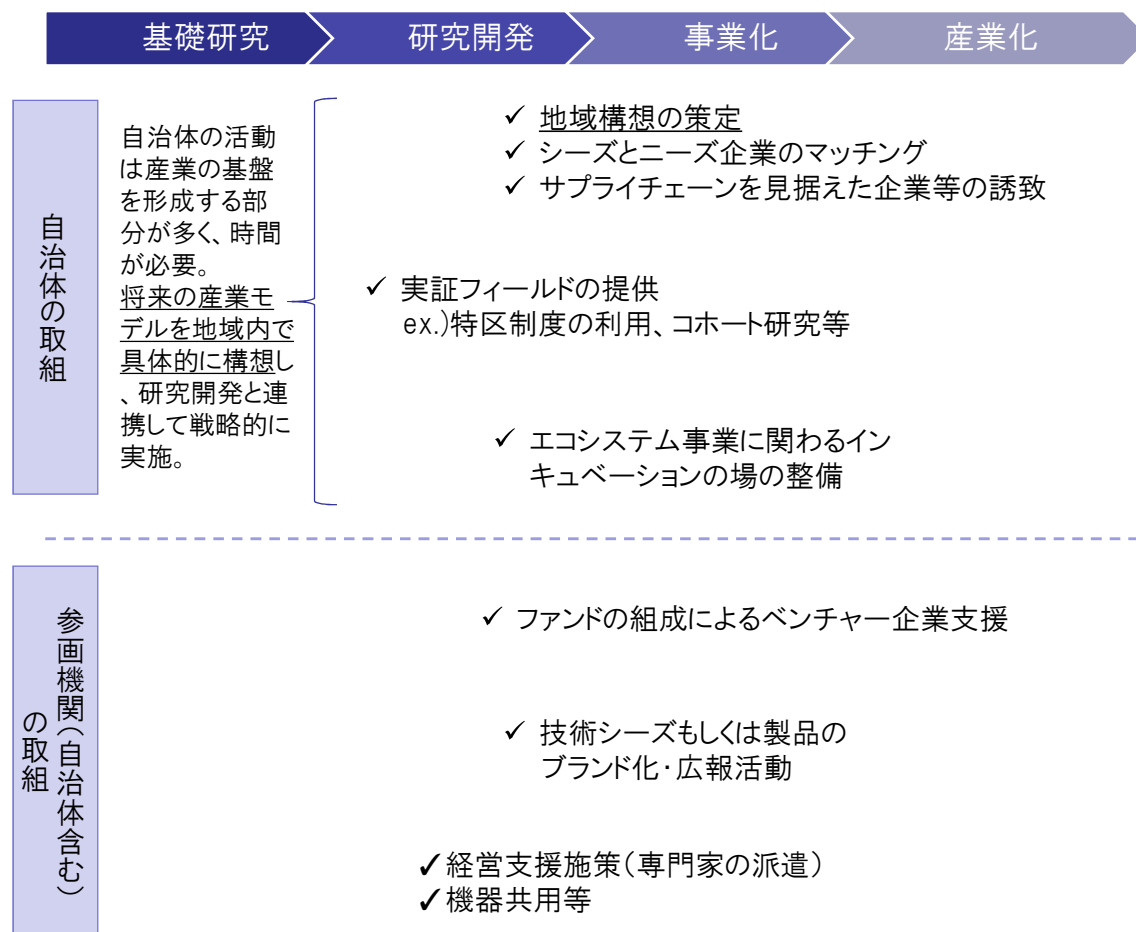 基礎研究
研究開発
事業化
産業化
自治体の取組
自治体の活動
は産業の基盤
を形成する部
分が多く、時間
が必要。
将来の産業モ
デルを地域内で
具体的に構想し
、研究開発と連
携して戦略的に
実施。
✓ 地域構想の策定
✓ シーズとニーズ企業のマッチング
✓ サプライチェーンを見据えた企業等の誘致
✓ 実証フィールドの提供
ex.)特区制度の利用、コホート研究等
✓ エコシステム事業に関わるイン
キュベーションの場の整備
参画機関(自治体含む)
の取組
✓ ファンドの組成によるベンチャー企業支援
✓ 技術シーズもしくは製品の
ブランド化・広報活動
✓経営支援施策(専門家の派遣)
✓機器共用等